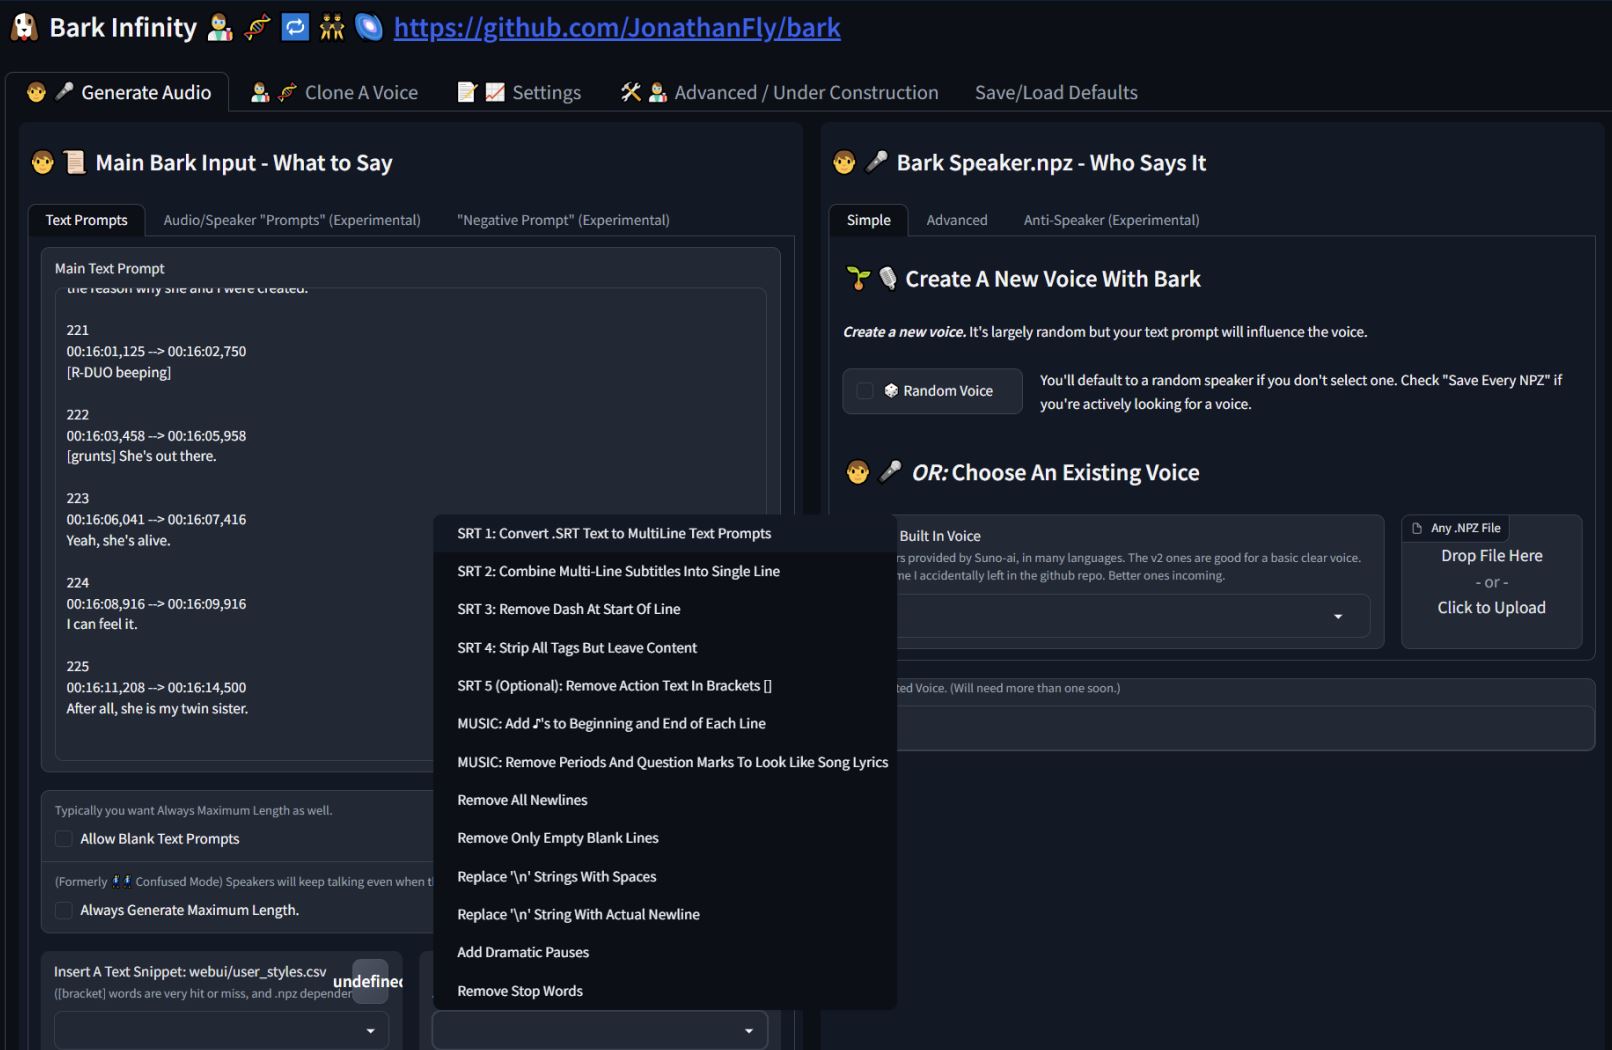 Bark Infinity https://github.com/JonathanFly/bark
Generate Audio
Clone A Voice
Settings
Advanced / Under Construction
Save/Load Defaults
Main Bark Input - What to Say
Text Prompts
Audio/Speaker "Prompts" (Experimental)
"Negative Prompt" (Experimental)
Main Text Prompt
the reason why she and I were created.
221
00:16:01,125 --> 00:16:02,750
[R-DUO beeping]
222
00:16:03,458 --> 00:16:05,958
[grunts] She's out there.
223
00:16:06,041 --> 00:16:07,416
Yeah, she's alive.
224
00:16:08,916 --> 00:16:09,916
I can feel it.
225
00:16:11,208 --> 00:16:14,500
After all, she is my twin sister.
Typically you want Always Maximum Length as well.
Allow Blank Text Prompts
(Formerly Confused Mode) Speakers will keep talking even when
Always Generate Maximum Length.
Insert A Text Snippet: webui/user_styles.csv
undefined
([bracket] words are very hit or miss, and .npz
SRT 1: Convert .SRT Text to MultiLine Text Prompts
SRT 2: Combine Multi-Line Subtitles Into Single Line
SRT 3: Remove Dash At Start Of Line
SRT 4: Strip All Tags But Leave Content
SRT 5 (Optional): Remove Action Text In Brackets []
MUSIC: Add ♪'s to Beginning and End of Each Line
MUSIC: Remove Periods And Question Marks To Look Like Song Lyrics
Remove All Newlines
Remove Only Empty Blank Lines
Replace '\n' Strings With Spaces
Replace '\n' String With Actual Newline
Add Dramatic Pauses
Remove Stop Words
Bark Speaker.npz - Who Says It
Simple
Advanced
Anti-Speaker (Experimental)
Create A New Voice With Bark
Create a new voice. It's largely random but your text prompt will influence the voice.
Random Voice
You'll default to a random speaker if you don't select one. Check "Save Every NPZ" if
you're actively looking for a voice.
OR: Choose An Existing Voice
Built In Voice
provided by Suno-ai, in many languages. The v2 ones are good for a basic clear voice.
I accidentally left in the github repo. Better ones incoming.
Any .NPZ File
Drop File Here
- or -
Click to Upload
Voice. (Will need more than one soon.)